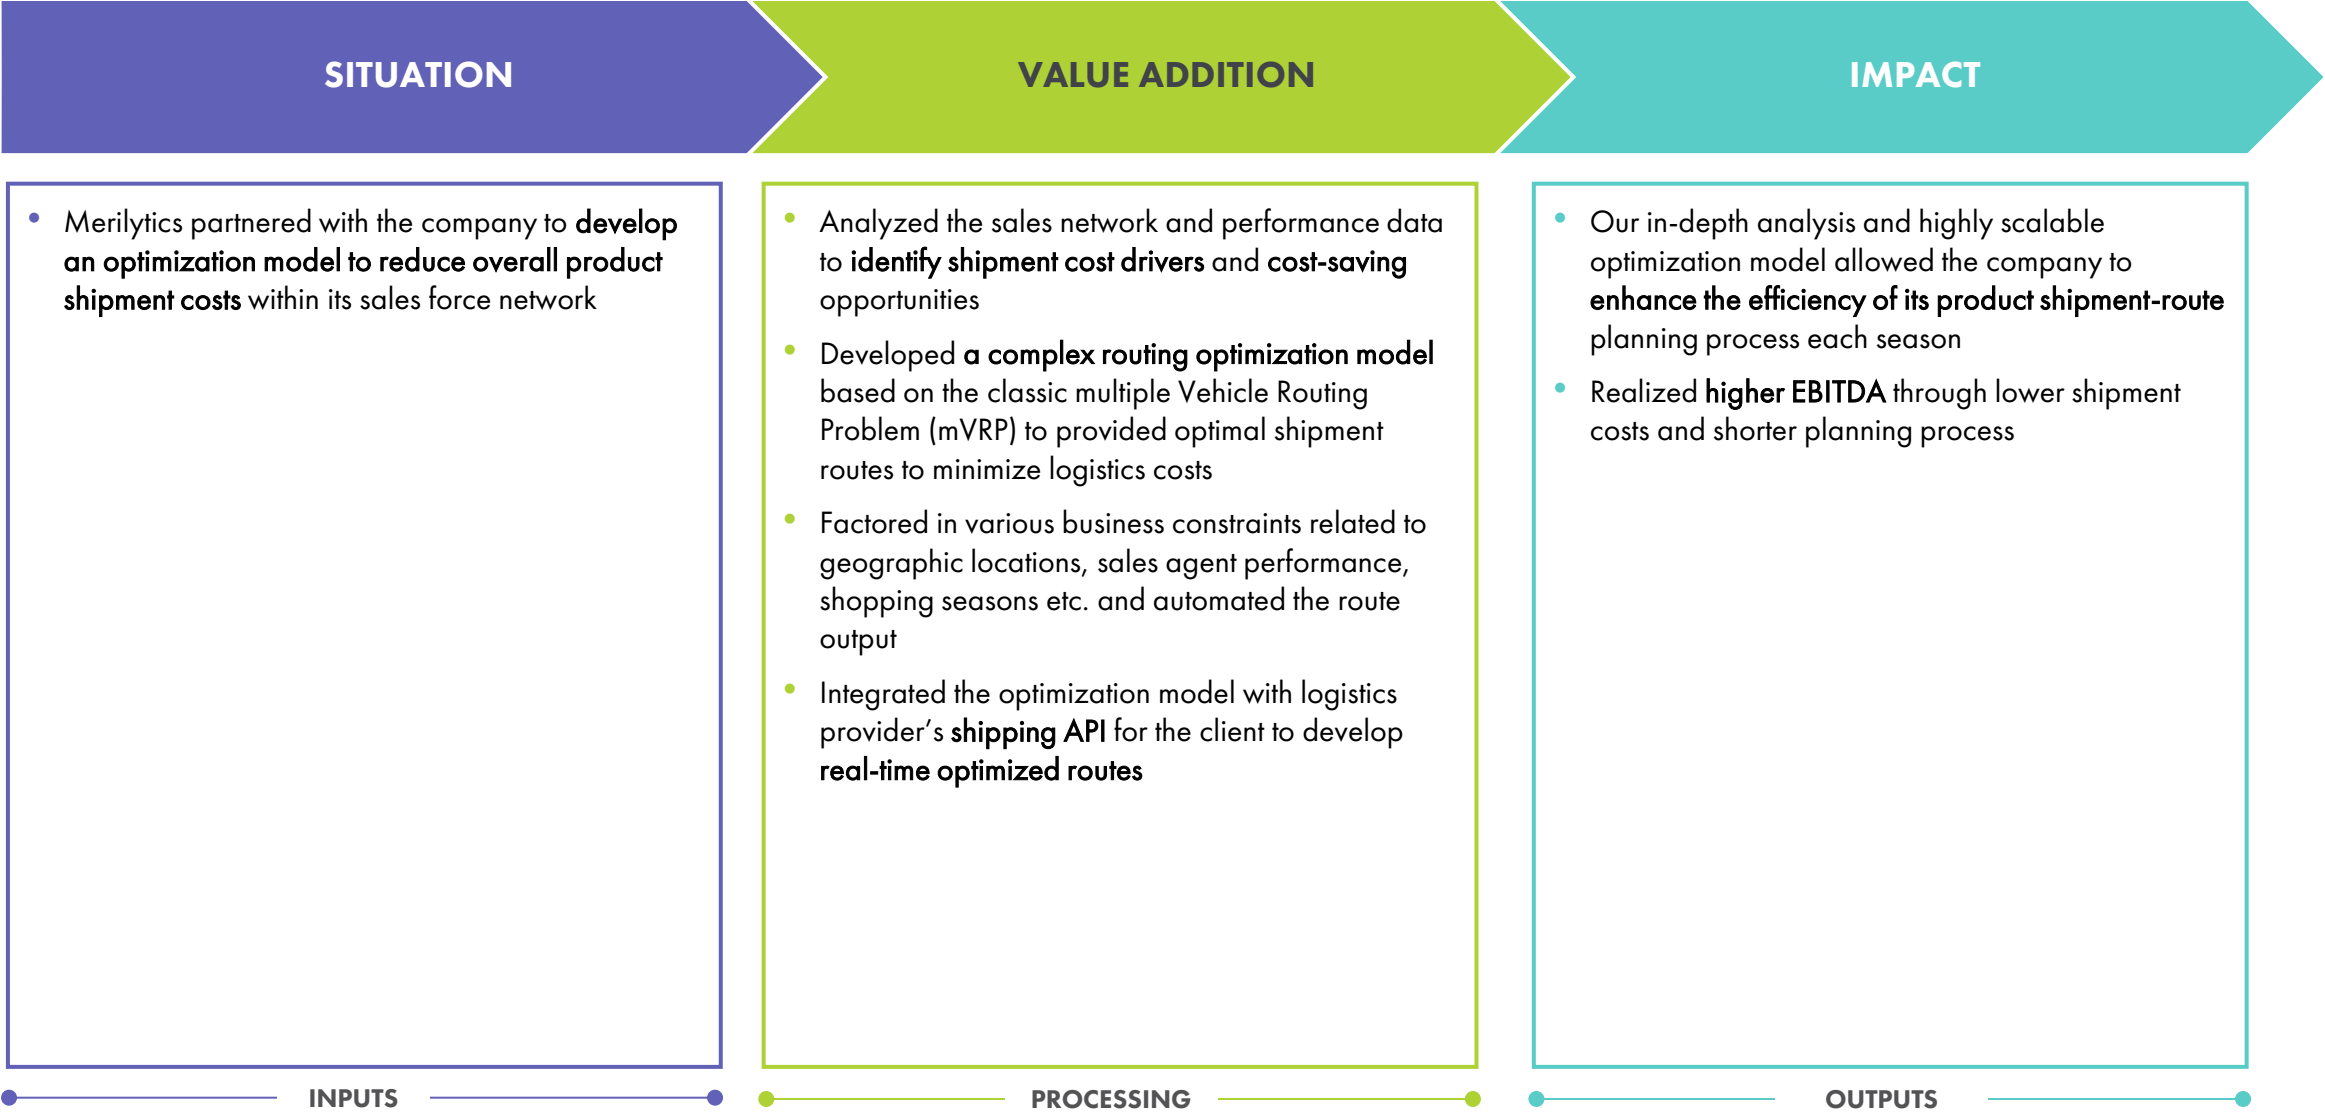 SITUATION
VALUE ADDITION
IMPACT
• Merilytics partnered with the company to develop
an optimization model to reduce overall product
shipment costs within its sales force network
• Analyzed the sales network and performance data
to identify shipment cost drivers and cost-saving
opportunities
• Developed a complex routing optimization model
based on the classic multiple Vehicle Routing
Problem (mVRP) to provided optimal shipment
routes to minimize logistics costs
• Factored in various business constraints related to
geographic locations, sales agent performance,
shopping seasons etc. and automated the route
output
• Integrated the optimization model with logistics
provider’s shipping API for the client to develop
real-time optimized routes
• Our in-depth analysis and highly scalable
optimization model allowed the company to
enhance the efficiency of its product shipment-route
planning process each season
• Realized higher EBITDA through lower shipment
costs and shorter planning process
INPUTS
PROCESSING
OUTPUTS